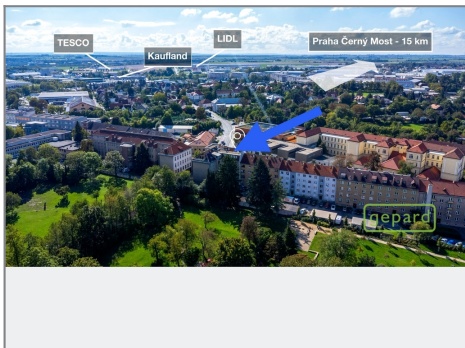 LIDL
TESCO
Praha Černý Most - 15 km
Kaufland
gepard